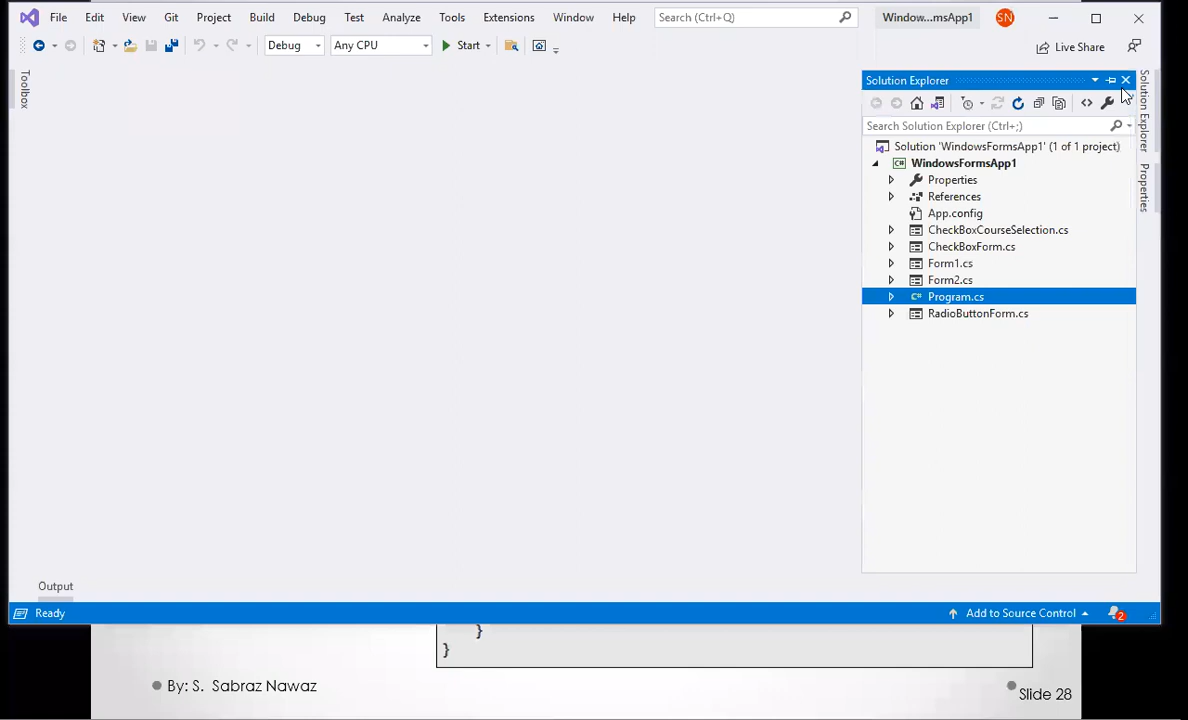 File Edit View Git Project Build Debug Test Analyze Tools Extensions Window Help Search (Ctrl+Q) Window...msApp1 SN
Debug Any CPU Start Live Share
Toolbox
Solution Explorer
Search Solution Explorer (Ctrl+;)
Solution 'WindowsFormsApp1' (1 of 1 project)
C# WindowsFormsApp1
Properties
References
App.config
CheckBoxCourseSelection.cs
CheckBoxForm.cs
Form1.cs
Form2.cs
C# Program.cs
RadioButtonForm.cs
Solution Explorer
Properties
Output
Ready Add to Source Control 2
}
}
By: S. Sabraz Nawaz
Slide 28